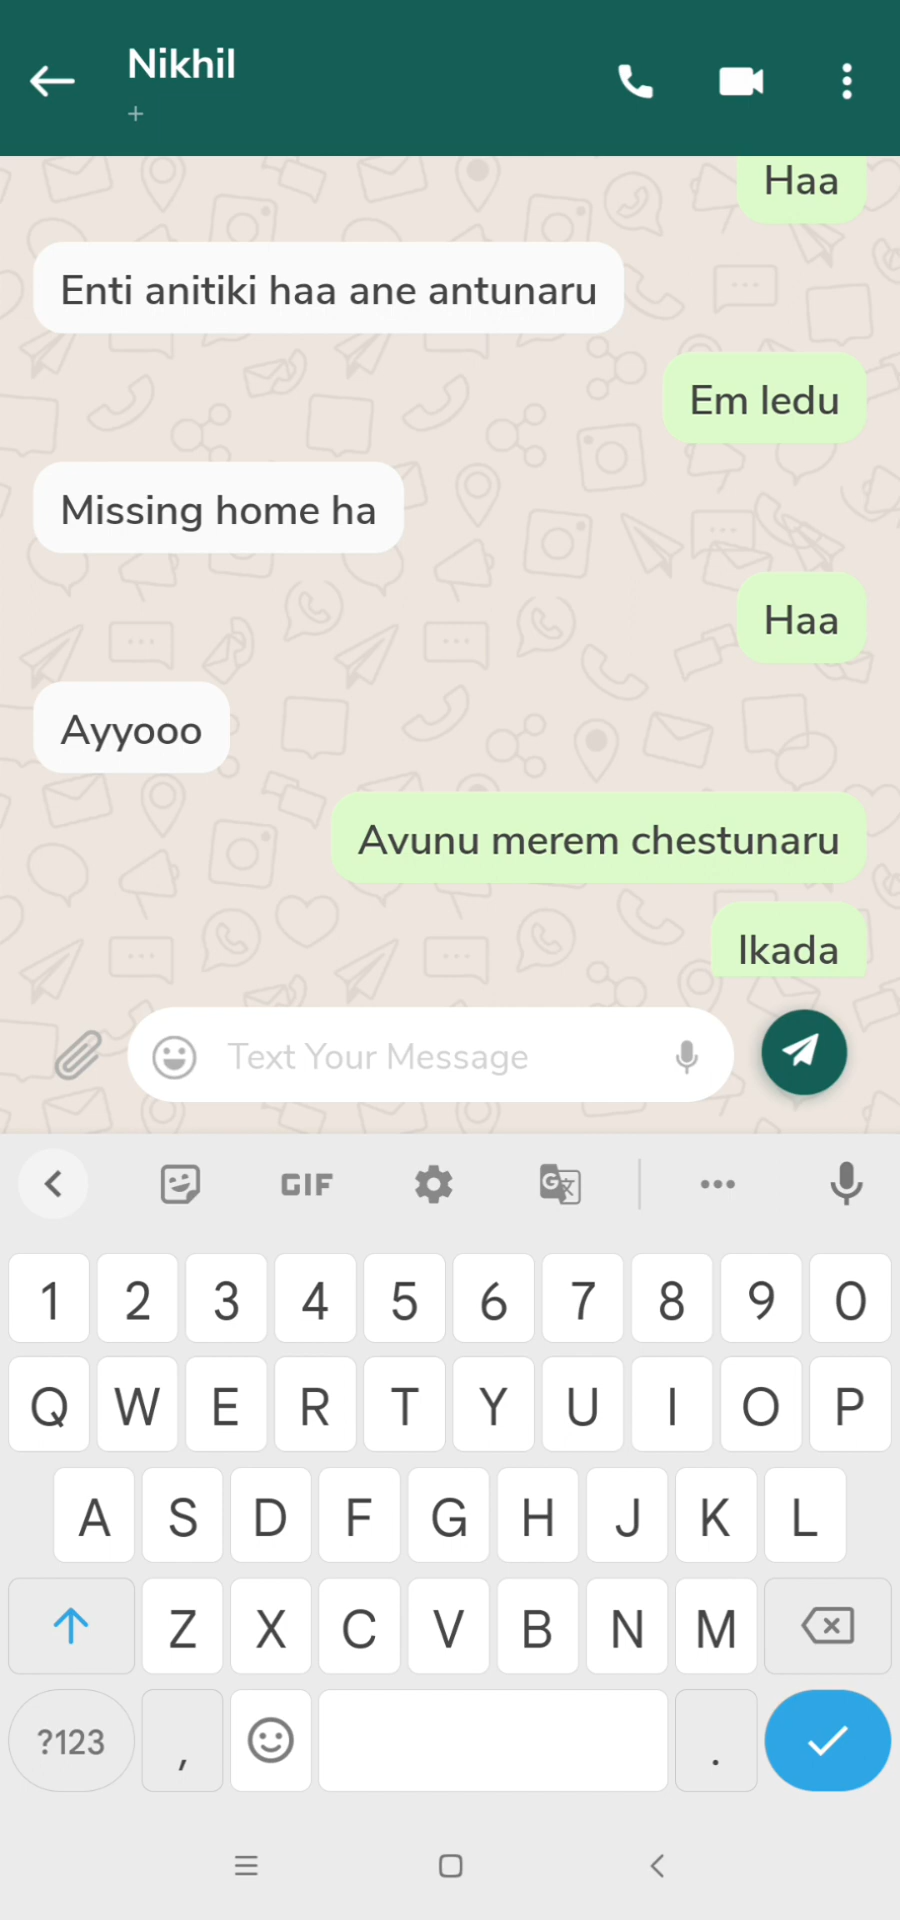 Nikhil
+
Haa
Enti anitiki haa ane antunaru
Em ledu
Missing home ha
Haa
Ayyooo
Avunu merem chestunaru
Ikada
Text Your Message
GIF
1 2 3 4 5 6 7 8 9 0
Q W E R T Y U I O P
A S D F G H J K L
Z X C V B N M
?123 , .